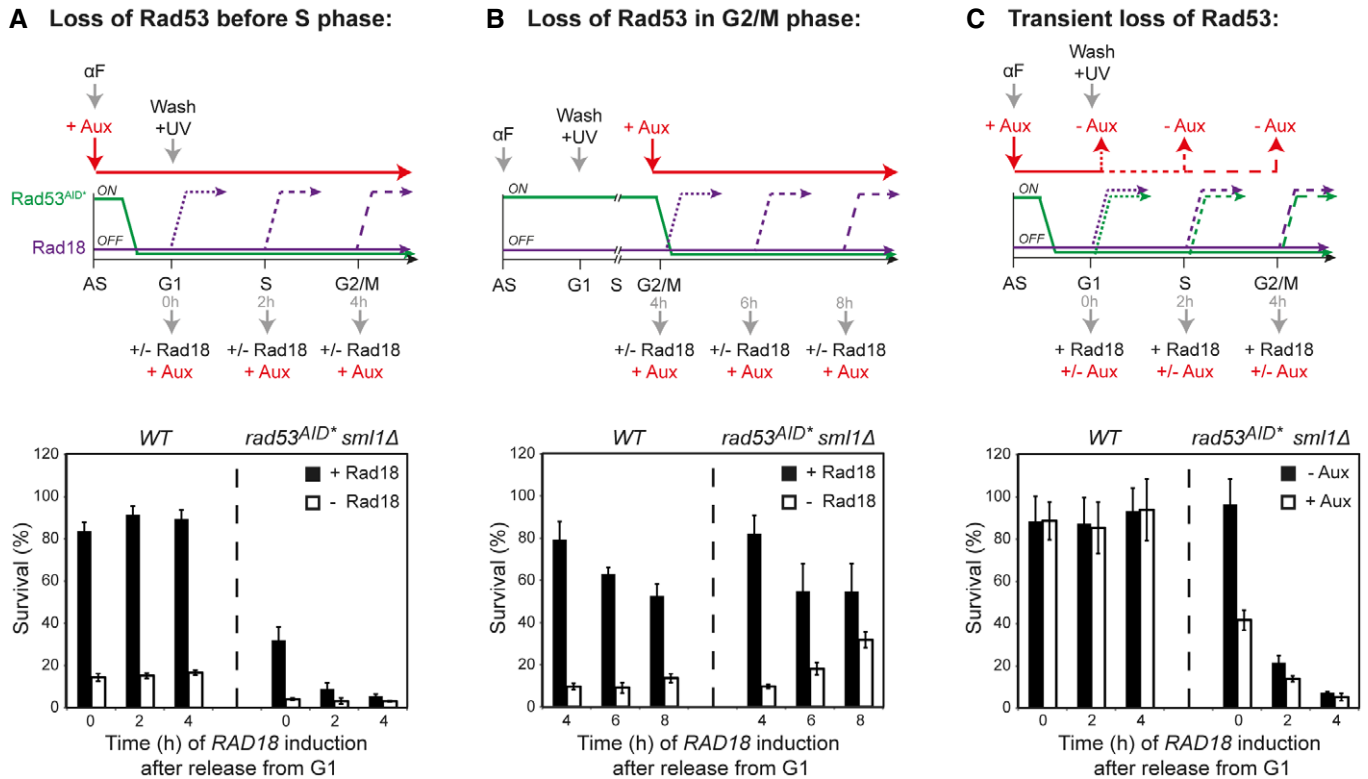 A Loss of Rad53 before S phase:
αF
Wash
+UV
+ Aux
Rad53AID*
ON
Rad18
OFF
AS G1 S G2/M
0h 2h 4h
+/- Rad18 +/- Rad18 +/- Rad18
+ Aux + Aux + Aux
WT rad53AID* sml1Δ
+ Rad18
- Rad18
Survival (%)
120
100
80
60
40
20
0
0 2 4 0 2 4
Time (h) of RAD18 induction
after release from G1
B Loss of Rad53 in G2/M phase:
αF
Wash
+UV
+ Aux
ON
OFF
AS G1 S G2/M
4h 6h 8h
+/- Rad18 +/- Rad18 +/- Rad18
+ Aux + Aux + Aux
WT rad53AID* sml1Δ
+ Rad18
- Rad18
Survival (%)
120
100
80
60
40
20
0
4 6 8 4 6 8
Time (h) of RAD18 induction
after release from G1
C Transient loss of Rad53:
αF
Wash
+UV
+ Aux - Aux - Aux - Aux
ON
OFF
AS G1 S G2/M
0h 2h 4h
+ Rad18 + Rad18 + Rad18
+/- Aux +/- Aux +/- Aux
WT rad53AID* sml1Δ
- Aux
+ Aux
Survival (%)
120
100
80
60
40
20
0
0 2 4 0 2 4
Time (h) of RAD18 induction
after release from G1